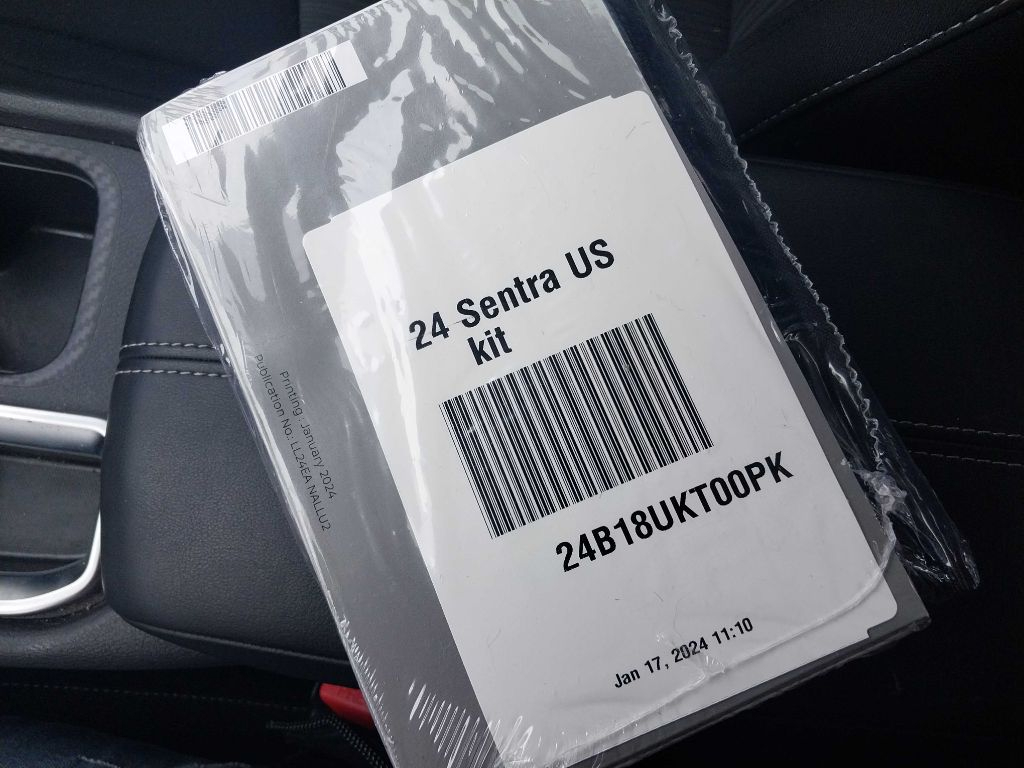 24 Sentra US
kit
24B18UKT00PK
Jan 17, 2024 11:10
Printing : January 2024
Publication No.: LL24EA NALLU2